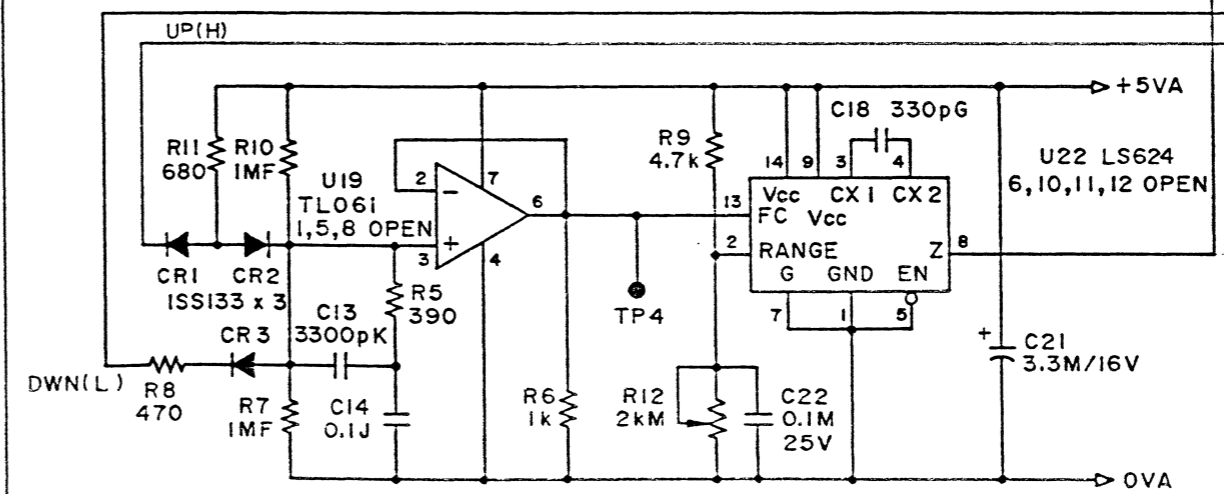 UP(H)
+5VA
C18 330pG
R11
680
R10
1MF
R9
4.7k
14 9 3 4
U22 LS624
6,10,11,12 OPEN
U19
TL061
1,5,8 OPEN
2
7
6
3
4
13
Vcc CX1 CX2
FC Vcc
2
RANGE Z
8
G GND EN
7 1 5
CR1 CR2
1SS133 x 3
R5
390
TP4
C13
3300pK
CR3
+
C21
3.3M/16V
DWN(L)
R8
470
R7
1MF
C14
0.1J
R6
1k
R12
2kM
C22
0.1M
25V
0VA